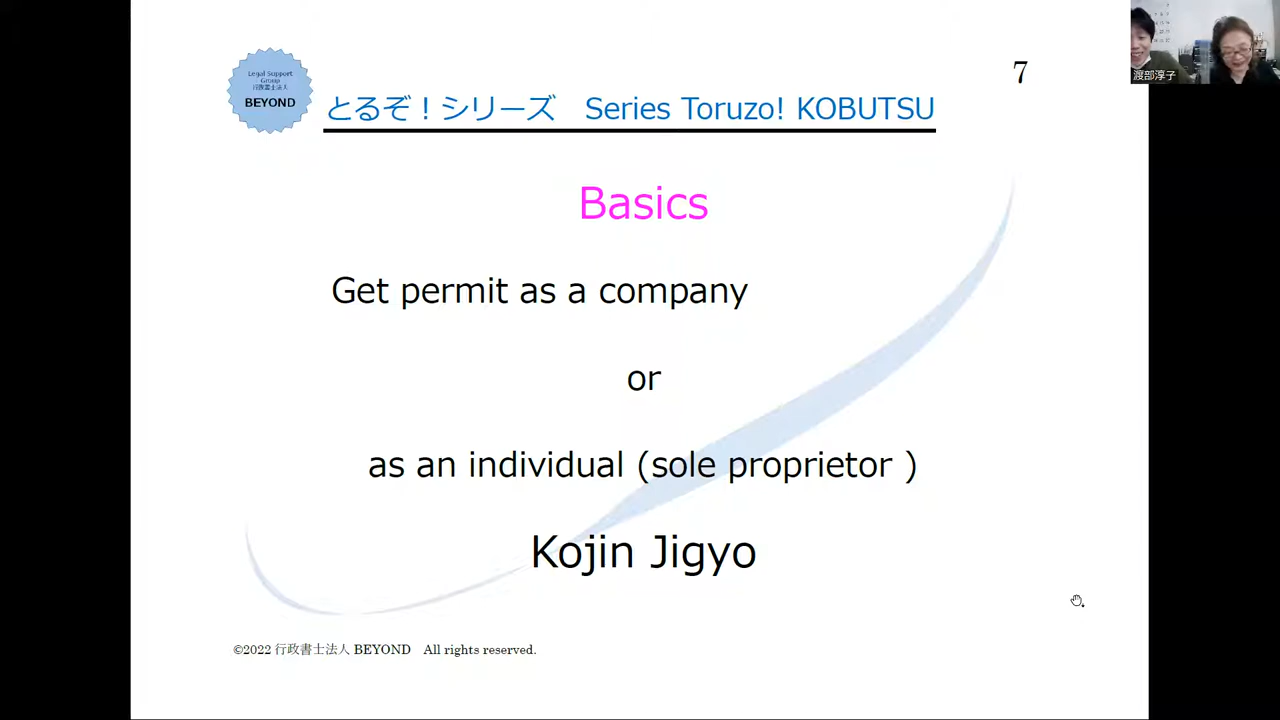 Legal Support
Group
行政書士法人
BEYOND
7
とるぞ！シリーズ　Series Toruzo! KOBUTSU
Basics
Get permit as a company
or
as an individual (sole proprietor )
Kojin Jigyo
©2022 行政書士法人 BEYOND　All rights reserved.
渡部淳子